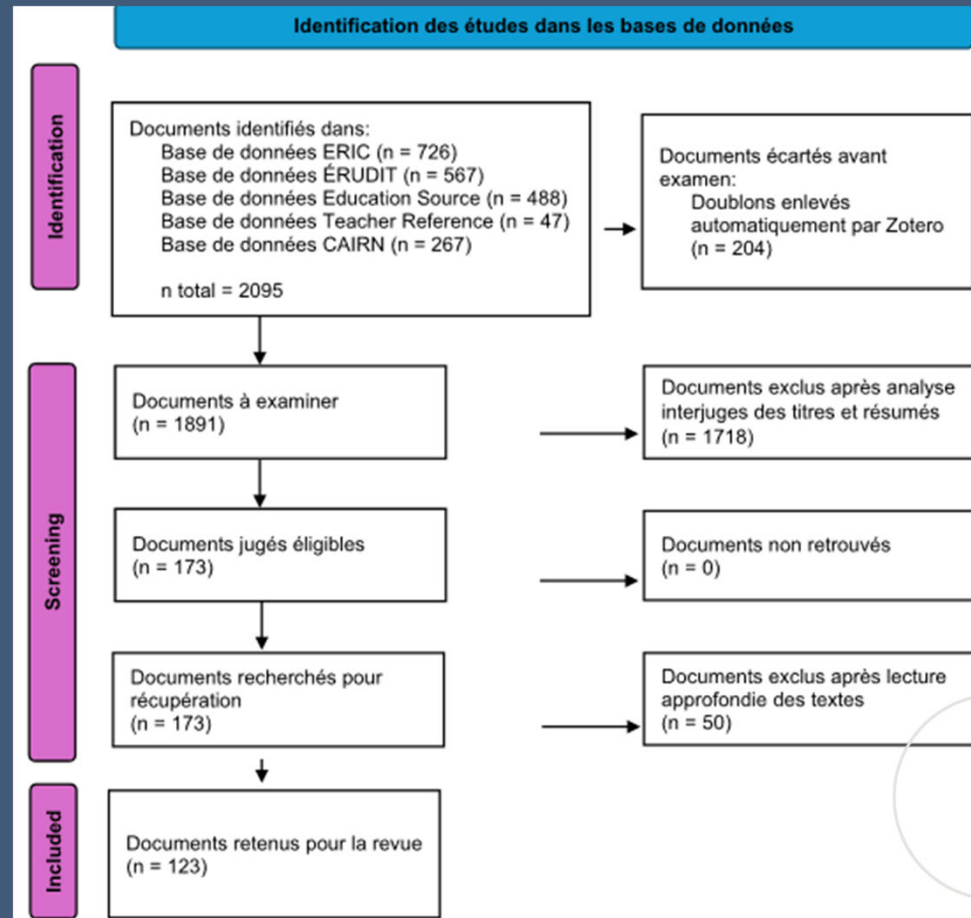 Identification des études dans les bases de données
Identification
Documents identifiés dans:
Base de données ERIC (n = 726)
Base de données ÉRUDIT (n = 567)
Base de données Education Source (n = 488)
Base de données Teacher Reference (n = 47)
Base de données CAIRN (n = 267)
n total = 2095
Documents écartés avant
examen:
Doublons enlevés
automatiquement par Zotero
(n = 204)
Screening
Documents à examiner
(n = 1891)
Documents exclus après analyse
interjuges des titres et résumés
(n = 1718)
Documents jugés éligibles
(n = 173)
Documents non retrouvés
(n = 0)
Documents recherchés pour
récupération
(n = 173)
Documents exclus après lecture
approfondie des textes
(n = 50)
Included
Documents retenus pour la revue
(n = 123)